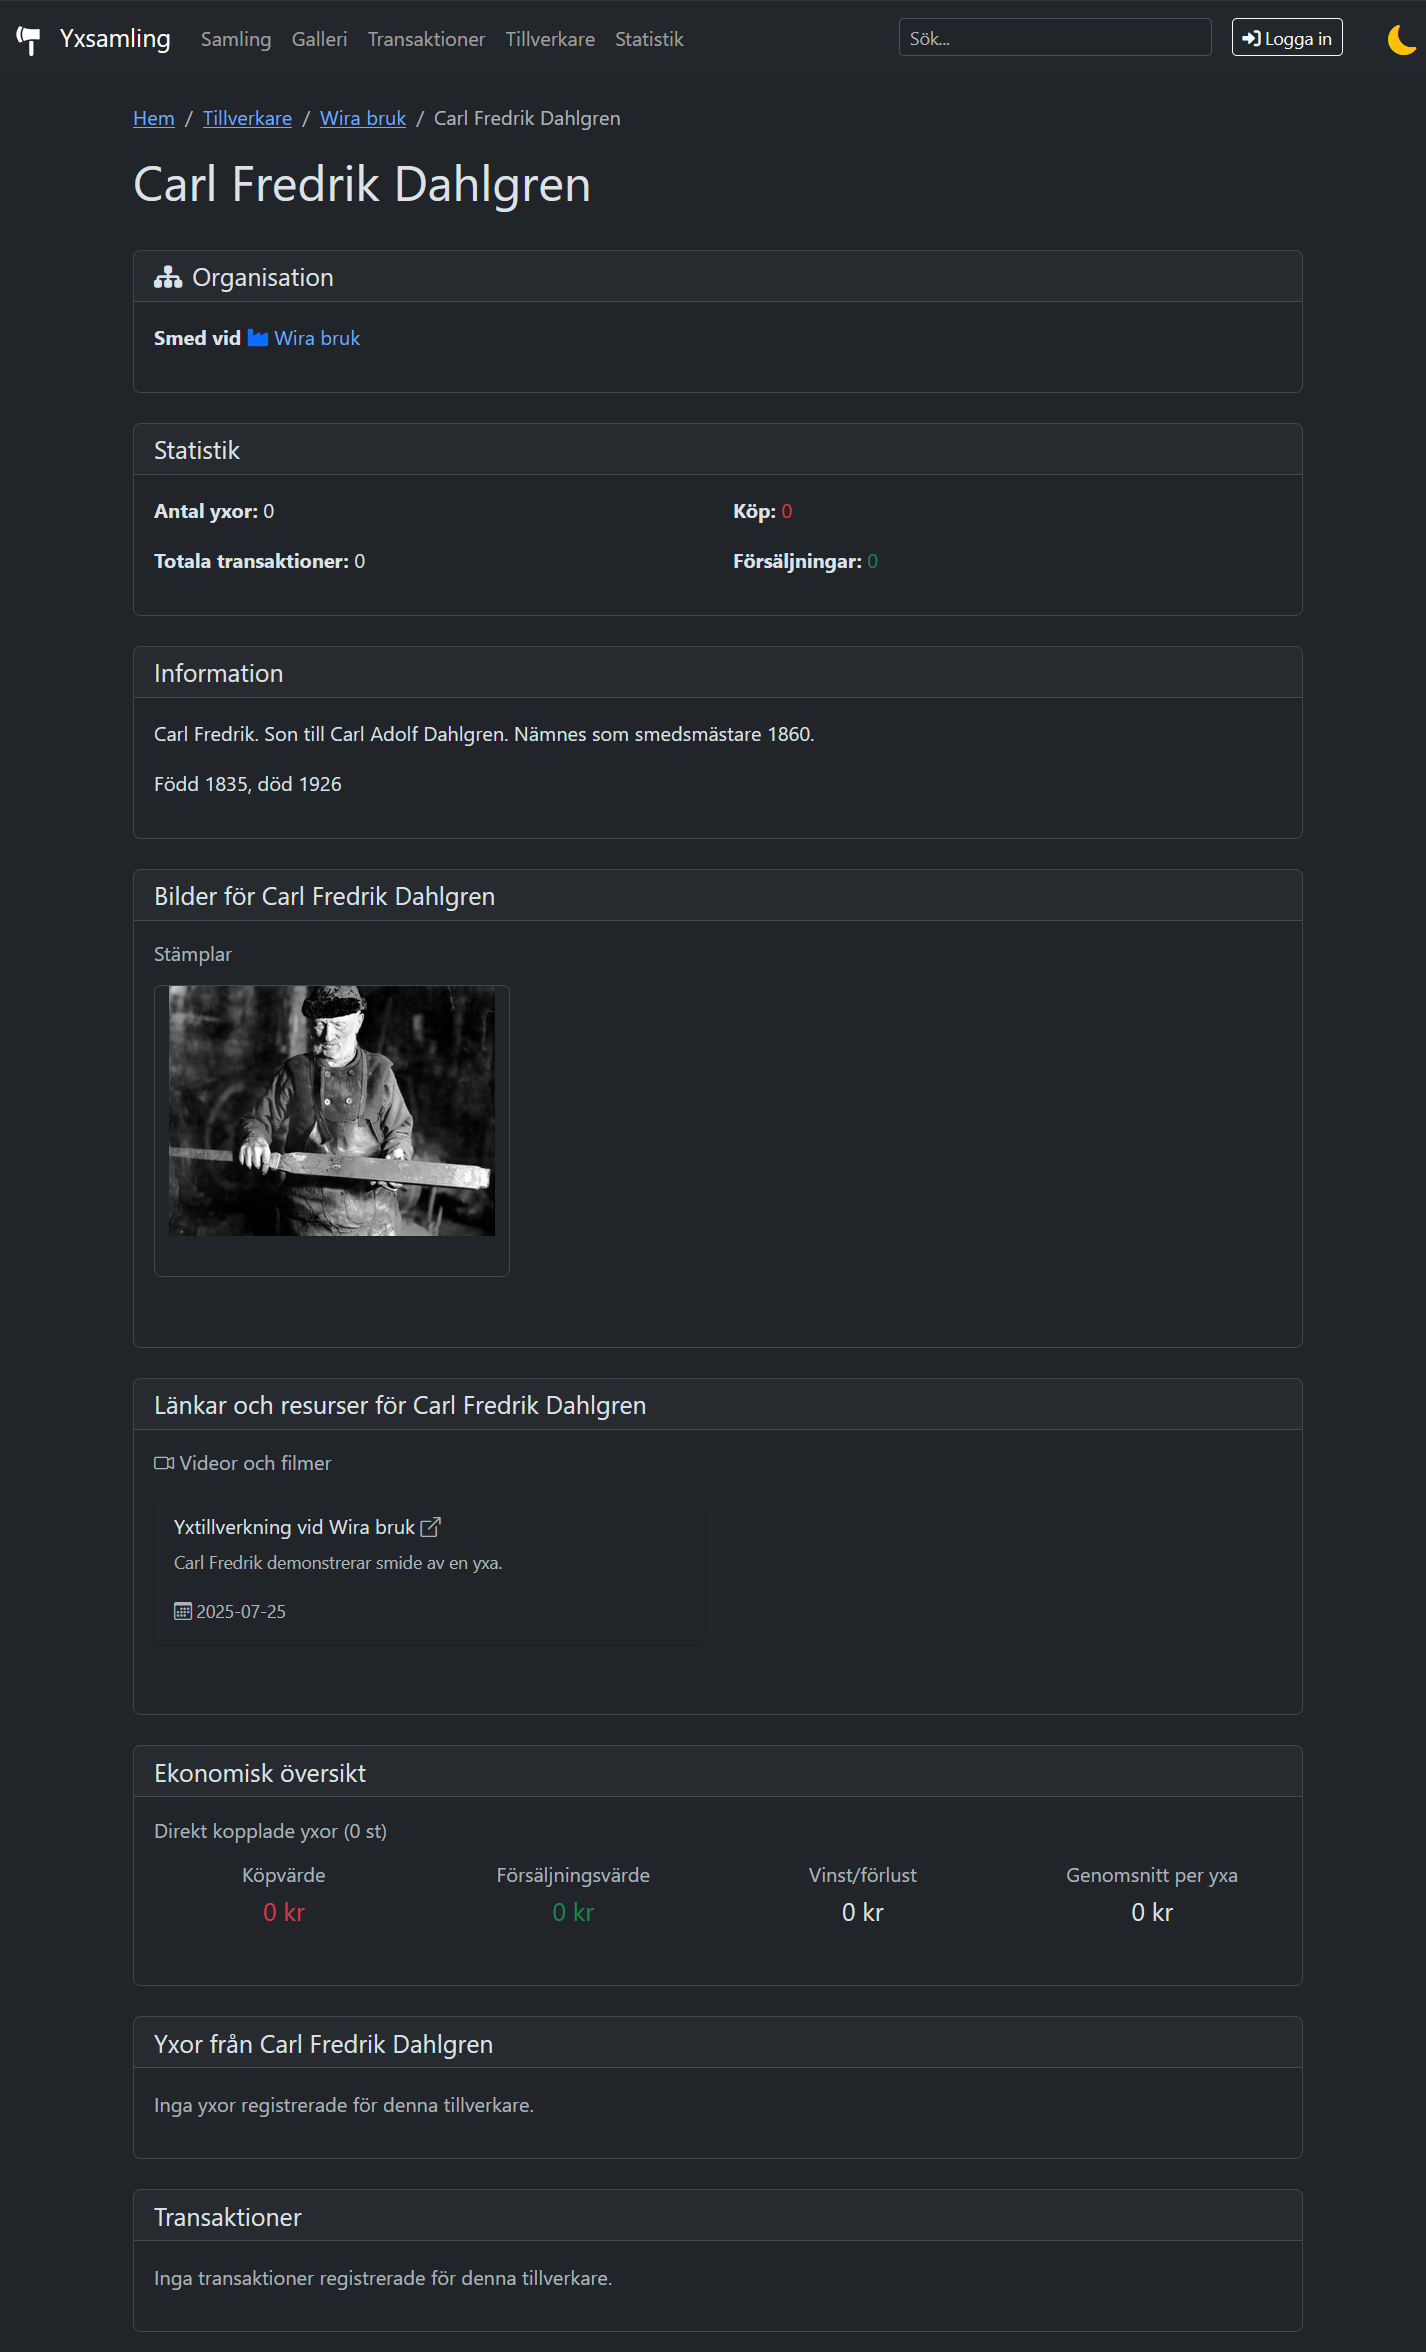 Yxsamling Samling Galleri Transaktioner Tillverkare Statistik Sök... Logga in
Hem / Tillverkare / Wira bruk / Carl Fredrik Dahlgren
Carl Fredrik Dahlgren
Organisation
Smed vid Wira bruk
Statistik
Antal yxor: 0 Köp: 0
Totala transaktioner: 0 Försäljningar: 0
Information
Carl Fredrik. Son till Carl Adolf Dahlgren. Nämnes som smedsmästare 1860.
Född 1835, död 1926
Bilder för Carl Fredrik Dahlgren
Stämplar
Länkar och resurser för Carl Fredrik Dahlgren
Videor och filmer
Yxtillverkning vid Wira bruk
Carl Fredrik demonstrerar smide av en yxa.
2025-07-25
Ekonomisk översikt
Direkt kopplade yxor (0 st)
Köpvärde Försäljningsvärde Vinst/förlust Genomsnitt per yxa
0 kr 0 kr 0 kr 0 kr
Yxor från Carl Fredrik Dahlgren
Inga yxor registrerade för denna tillverkare.
Transaktioner
Inga transaktioner registrerade för denna tillverkare.